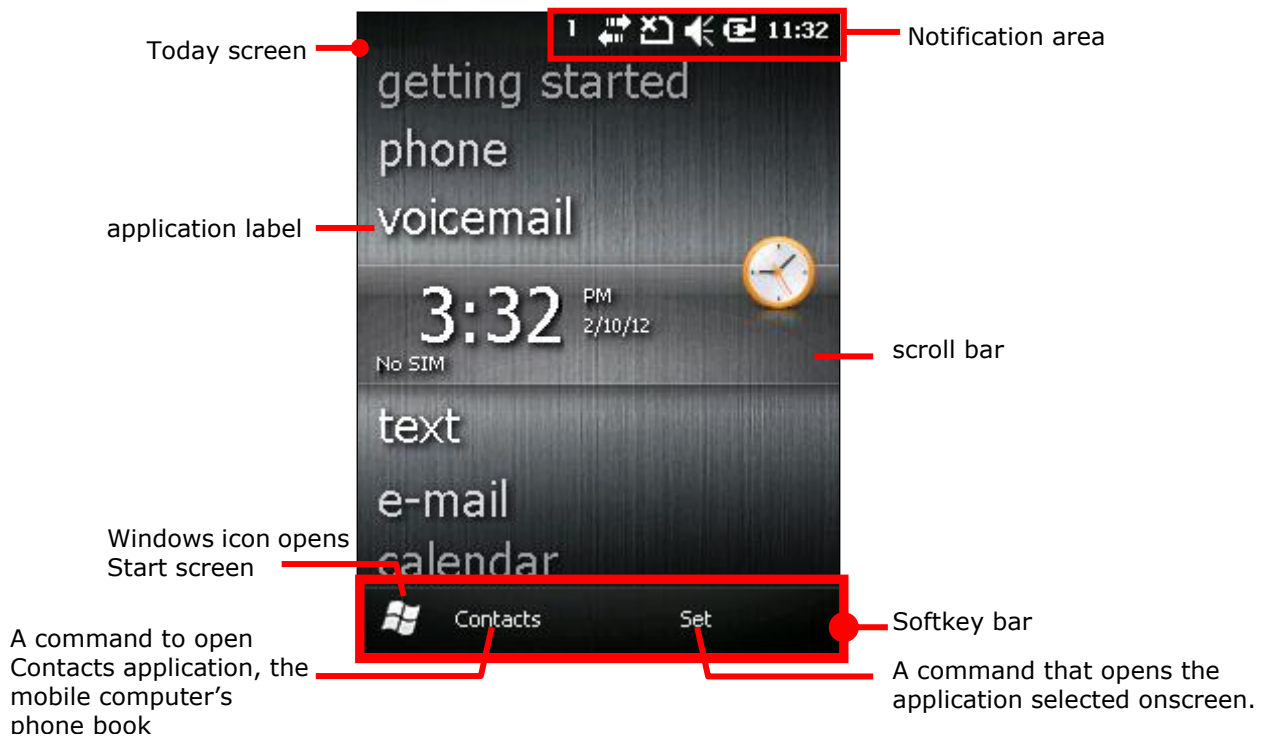 1 11:32
Today screen
Notification area
getting started
phone
voicemail
application label
3:32
PM
2/10/12
No SIM
scroll bar
text
e-mail
calendar
Windows icon opens
Start screen
Contacts
Set
Softkey bar
A command to open
Contacts application, the
mobile computer’s
phone book
A command that opens the
application selected onscreen.